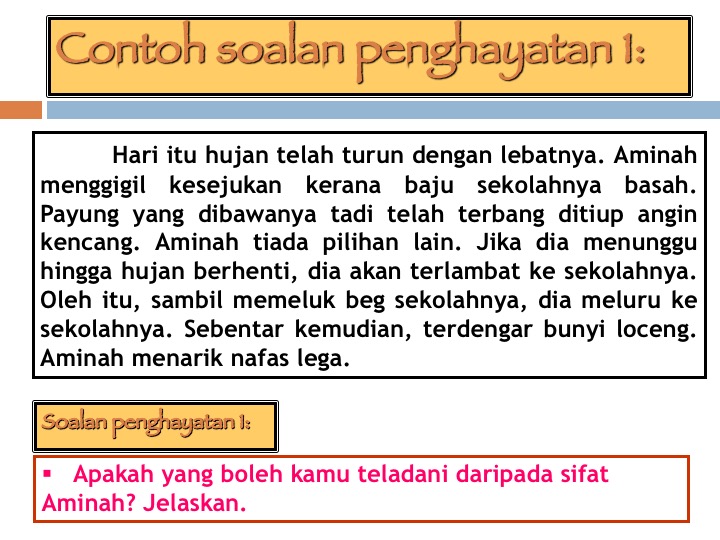 Contoh soalan penghayatan 1:
Hari itu hujan telah turun dengan lebatnya. Aminah
menggigil kesejukan kerana baju sekolahnya basah.
Payung yang dibawanya tadi telah terbang ditiup angin
kencang. Aminah tiada pilihan lain. Jika dia menunggu
hingga hujan berhenti, dia akan terlambat ke sekolahnya.
Oleh itu, sambil memeluk beg sekolahnya, dia meluru ke
sekolahnya. Sebentar kemudian, terdengar bunyi loceng.
Aminah menarik nafas lega.
Soalan penghayatan 1:
▪ Apakah yang boleh kamu teladani daripada sifat
Aminah? Jelaskan.